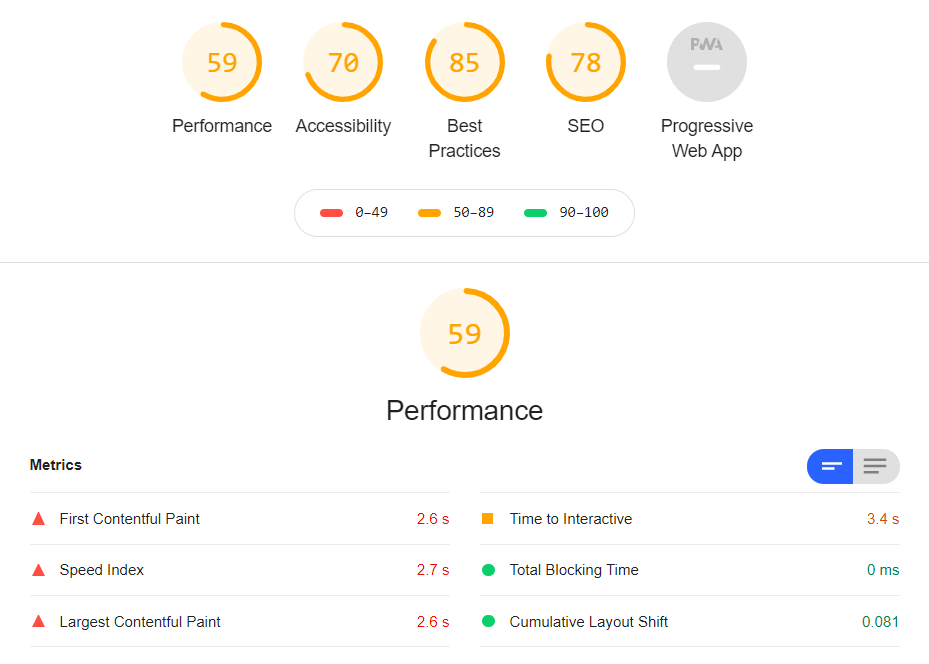 59 70 85 78 PWA
Performance Accessibility Best Practices SEO Progressive Web App
0–49 50–89 90–100
59
Performance
Metrics
First Contentful Paint 2.6 s
Time to Interactive 3.4 s
Speed Index 2.7 s
Total Blocking Time 0 ms
Largest Contentful Paint 2.6 s
Cumulative Layout Shift 0.081